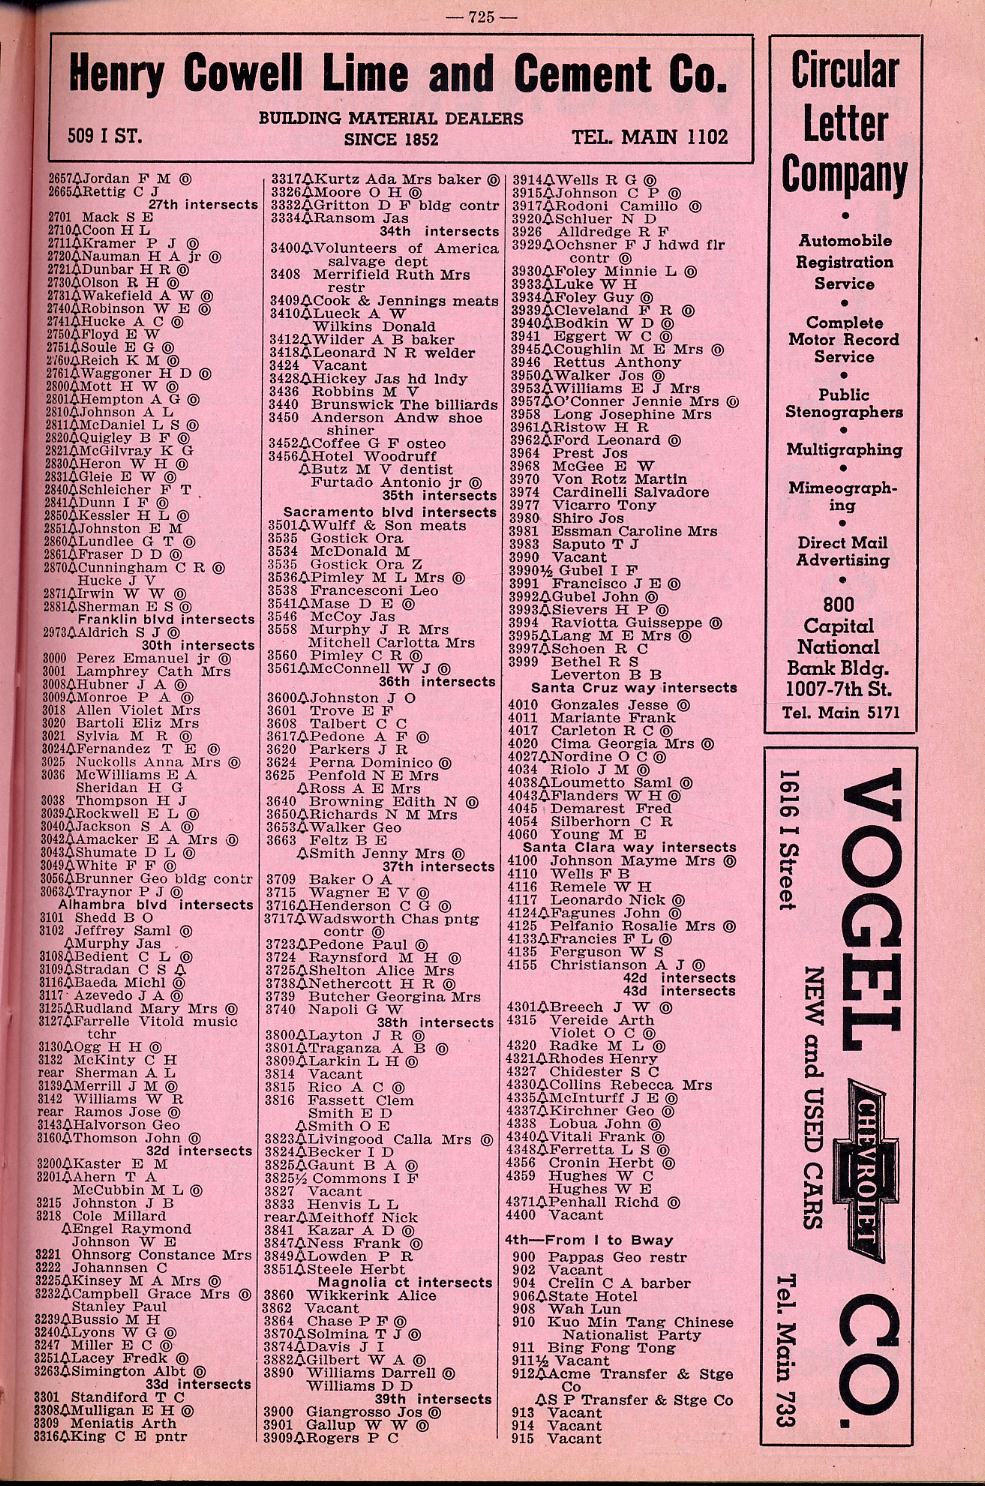 — 725 —
Henry Cowell Lime and Cement Co.
BUILDING MATERIAL DEALERS
509 I ST.
SINCE 1852
TEL. MAIN 1102
2657△Jordan F M ⓞ
2665△Rettig C J
27th intersects
2701 Mack S E
2710△Coon H L
2711△Kramer P J ⓞ
2720△Nauman H A jr ⓞ
2721△Dunbar H R ⓞ
2730△Olson R H ⓞ
2731△Wakefield A W ⓞ
2740△Robinson W E ⓞ
2741△Hucke A C ⓞ
2750△Floyd E W
2751△Soule E G ⓞ
2760△Reich K M ⓞ
2761△Waggoner H D ⓞ
2800△Mott H W ⓞ
2801△Hempton A G ⓞ
2810△Johnson A L
2811△McDaniel L S ⓞ
2820△Quigley B F ⓞ
2821△McGilvray K G
2830△Heron W H ⓞ
2831△Gleie E W ⓞ
2840△Schleicher F T
2841△Dunn I F ⓞ
2850△Kessler H L ⓞ
2851△Johnston E M
2860△Lundlee G T ⓞ
2861△Fraser D D ⓞ
2870△Cunningham C R ⓞ
Hucke J V
2871△Irwin W W ⓞ
2881△Sherman E S ⓞ
Franklin blvd intersects
2973△Aldrich S J ⓞ
30th intersects
3000 Perez Emanuel jr ⓞ
3001 Lamphrey Cath Mrs
3008△Hubner J A ⓞ
3009△Monroe P A ⓞ
3018 Allen Violet Mrs
3020 Bartoli Eliz Mrs
3021 Sylvia M R ⓞ
3024△Fernandez T E ⓞ
3025 Nuckolls Anna Mrs ⓞ
3036 McWilliams E A
Sheridan H G
3038 Thompson H J
3039△Rockwell E L ⓞ
3040△Jackson S A ⓞ
3042△Amacker E A Mrs ⓞ
3043△Shumate D L ⓞ
3049△White F F ⓞ
3056△Brunner Geo bldg contr
3063△Traynor P J ⓞ
Alhambra blvd intersects
3101 Shedd B O
3102 Jeffrey Saml ⓞ
△Murphy Jas
3108△Bedient C L ⓞ
3109△Stradan C S △
3116△Baeda Michl ⓞ
3117 Azevedo J A ⓞ
3125△Rudland Mary Mrs ⓞ
3127△Farrelle Vitold music
tchr
3130△Ogg H H ⓞ
3132 McKinty C H
rear Sherman A L
3139△Merrill J M ⓞ
3142 Williams W R
rear Ramos Jose ⓞ
3143△Halvorson Geo
3160△Thomson John ⓞ
32d intersects
3200△Kaster E M
3201△Ahern T A
McCubbin M L ⓞ
3215 Johnston J B
3218 Cole Millard
△Engel Raymond
Johnson W E
3221 Ohnsorg Constance Mrs
3222 Johannsen C
3225△Kinsey M A Mrs ⓞ
3232△Campbell Grace Mrs ⓞ
Stanley Paul
3239△Bussio M H
3240△Lyons W G ⓞ
3247 Miller E C ⓞ
3251△Lacey Fredk ⓞ
3263△Simington Albt ⓞ
33d intersects
3301 Standiford T C
3308△Mulligan E H ⓞ
3309 Meniatis Arth
3316△King C E pntr
3317△Kurtz Ada Mrs baker ⓞ
3326△Moore O H ⓞ
3332△Gritton D F bldg contr
3334△Ransom Jas
34th intersects
3400△Volunteers of America
salvage dept
3408 Merrifield Ruth Mrs
restr
3409△Cook & Jennings meats
3410△Lueck A W
Wilkins Donald
3412△Wilder A B baker
3418△Leonard N R welder
3424 Vacant
3428△Hickey Jas hd lndy
3436 Robbins M V
3440 Brunswick The billiards
3450 Anderson Andw shoe
shiner
3452△Coffee G F osteo
3456△Hotel Woodruff
△Butz M V dentist
Furtado Antonio jr ⓞ
35th intersects
Sacramento blvd intersects
3501△Wulff & Son meats
3535 Gostick Ora
3534 McDonald M
3535 Gostick Ora Z
3536△Pimley M L Mrs ⓞ
3538 Francesconi Leo
3541△Mase D E ⓞ
3546 McCoy Jas
3558 Murphy J R Mrs
Mitchell Carlotta Mrs
3560 Pimley C R ⓞ
3561△McConnell W J ⓞ
36th intersects
3600△Johnston J O
3601 Trove E F
3608 Talbert C C
3617△Pedone A F ⓞ
3620 Parkers J R
3624 Perna Dominico ⓞ
3625 Penfold N E Mrs
△Ross A E Mrs
3640 Browning Edith N ⓞ
3650△Richards N M Mrs
3653△Walker Geo
3663 Feltz B E
△Smith Jenny Mrs ⓞ
37th intersects
3709 Baker O A
3715 Wagner E V ⓞ
3716△Henderson C G ⓞ
3717△Wadsworth Chas pntg
contr ⓞ
3723△Pedone Paul ⓞ
3724 Raynsford M H ⓞ
3725△Shelton Alice Mrs
3738△Nethercott H R ⓞ
3739 Butcher Georgina Mrs
3740 Napoli G W
38th intersects
3800△Layton J R ⓞ
3801△Traganza A B ⓞ
3809△Larkin L H ⓞ
3814 Vacant
3815 Rico A C ⓞ
3816 Fassett Clem
Smith E D
△Smith O E
3823△Livingood Calla Mrs ⓞ
3824△Becker I D
3825△Gaunt B A ⓞ
3825½ Commons I F
3827 Vacant
3833 Henvis L L
rear△Meithoff Nick
3841 Kazar A D ⓞ
3847△Ness Frank ⓞ
3849△Lowden P R
3851△Steele Herbt
Magnolia ct intersects
3860 Wikkerink Alice
3862 Vacant
3864 Chase P F ⓞ
3870△Solmina T J ⓞ
3874△Davis J I
3882△Gilbert W A ⓞ
3890 Williams Darrell ⓞ
Williams D D
39th intersects
3900 Giangrosso Jos ⓞ
3901 Gallup W W ⓞ
3909△Rogers P C
3914△Wells R G ⓞ
3915△Johnson C P ⓞ
3917△Rodoni Camillo ⓞ
3920△Schluer N D
3926 Alldredge R F
3929△Ochsner F J hdwd flr
contr ⓞ
3930△Foley Minnie L ⓞ
3933△Luke W H
3934△Foley Guy ⓞ
3939△Cleveland F R ⓞ
3940△Bodkin W D ⓞ
3941 Eggert W C ⓞ
3945△Coughlin M E Mrs ⓞ
3946 Rettus Anthony
3950△Walker Jos ⓞ
3953△Williams E J Mrs
3957△O'Conner Jennie Mrs ⓞ
3958 Long Josephine Mrs
3961△Ristow H R
3962△Ford Leonard ⓞ
3964 Prest Jos
3968 McGee E W
3970 Von Rotz Martin
3974 Cardinelli Salvadore
3977 Vicarro Tony
3980 Shiro Jos
3981 Essman Caroline Mrs
3983 Saputo T J
3990 Vacant
3990½ Gubel I F
3991 Francisco J E ⓞ
3992△Gubel John ⓞ
3993△Sievers H P ⓞ
3994 Raviotta Guisseppe ⓞ
3995△Lang M E Mrs ⓞ
3997△Schoen R C
3999 Bethel R S
Leverton B B
Santa Cruz way intersects
4010 Gonzales Jesse ⓞ
4011 Mariante Frank
4017 Carleton R C ⓞ
4020 Cima Georgia Mrs ⓞ
4027△Nordine O C ⓞ
4034 Riolo J M ⓞ
4038△Loumetto Saml ⓞ
4043△Flanders W H ⓞ
4045 Demarest Fred
4054 Silberhorn C R
4060 Young M E
Santa Clara way intersects
4100 Johnson Mayme Mrs ⓞ
4110 Wells F B
4116 Remele W H
4117 Leonardo Nick ⓞ
4124△Fagunes John ⓞ
4125 Pelfanio Rosalie Mrs ⓞ
4133△Francies F L ⓞ
4135 Ferguson W S
4155 Christianson A J ⓞ
42d intersects
43d intersects
4301△Breech J W ⓞ
4315 Vereide Arth
Violet O C ⓞ
4320 Radke M L ⓞ
4321△Rhodes Henry
4327 Chidester S C
4330△Collins Rebecca Mrs
4335△McInturff J E ⓞ
4337△Kirchner Geo ⓞ
4338 Lobua John ⓞ
4340△Vitali Frank ⓞ
4348△Ferretta L S ⓞ
4356 Cronin Herbt ⓞ
4359 Hughes W C
Hughes W E
4371△Penhall Richd ⓞ
4400 Vacant
4th—From I to Bway
900 Pappas Geo restr
902 Vacant
904 Crelin C A barber
906△State Hotel
908 Wah Lun
910 Kuo Min Tang Chinese
Nationalist Party
911 Bing Fong Tong
911½ Vacant
912△Acme Transfer & Stge
Co
△S P Transfer & Stge Co
913 Vacant
914 Vacant
915 Vacant
Circular
Letter
Company
•
Automobile
Registration
Service
•
Complete
Motor Record
Service
•
Public
Stenographers
•
Multigraphing
•
Mimeograph-
ing
•
Direct Mail
Advertising
•
800
Capital
National
Bank Bldg.
1007-7th St.
Tel. Main 5171
VOGEL CHEVROLET CO.
NEW and USED CARS
1616 I Street
Tel. Main 733